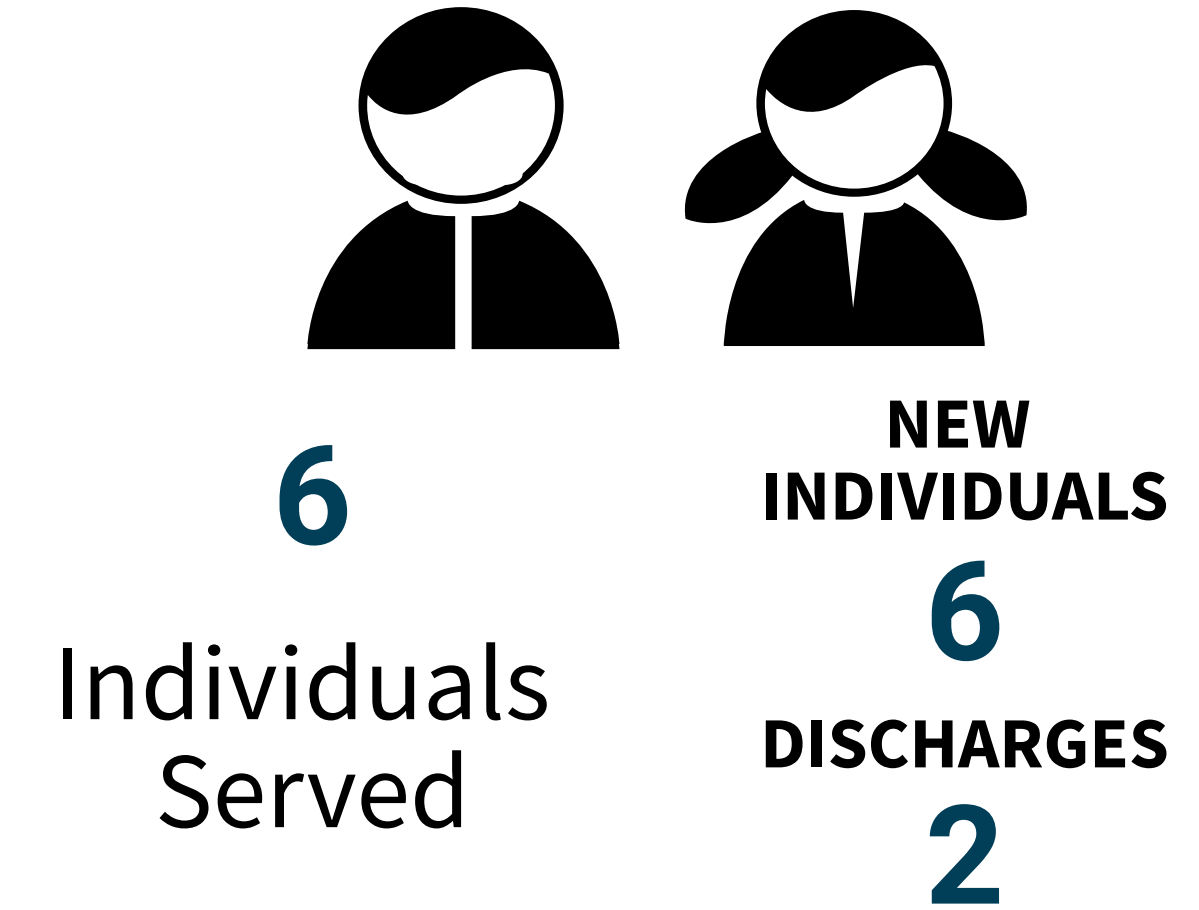 6
Individuals
Served
NEW
INDIVIDUALS
6
DISCHARGES
2